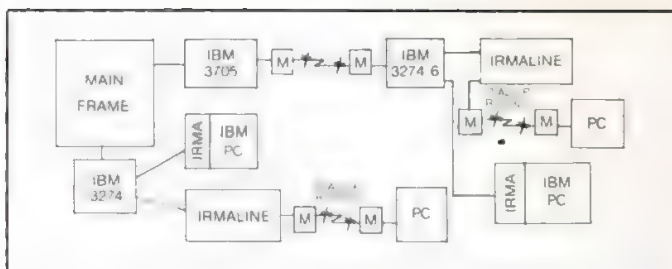 MAIN
FRAME
IBM
3705
M
M
IBM
3274 6
IRMALINE
M
M
PC
IRMA
IBM
PC
IBM
3274
IRMALINE
M
M
PC
IRMA
IBM
PC